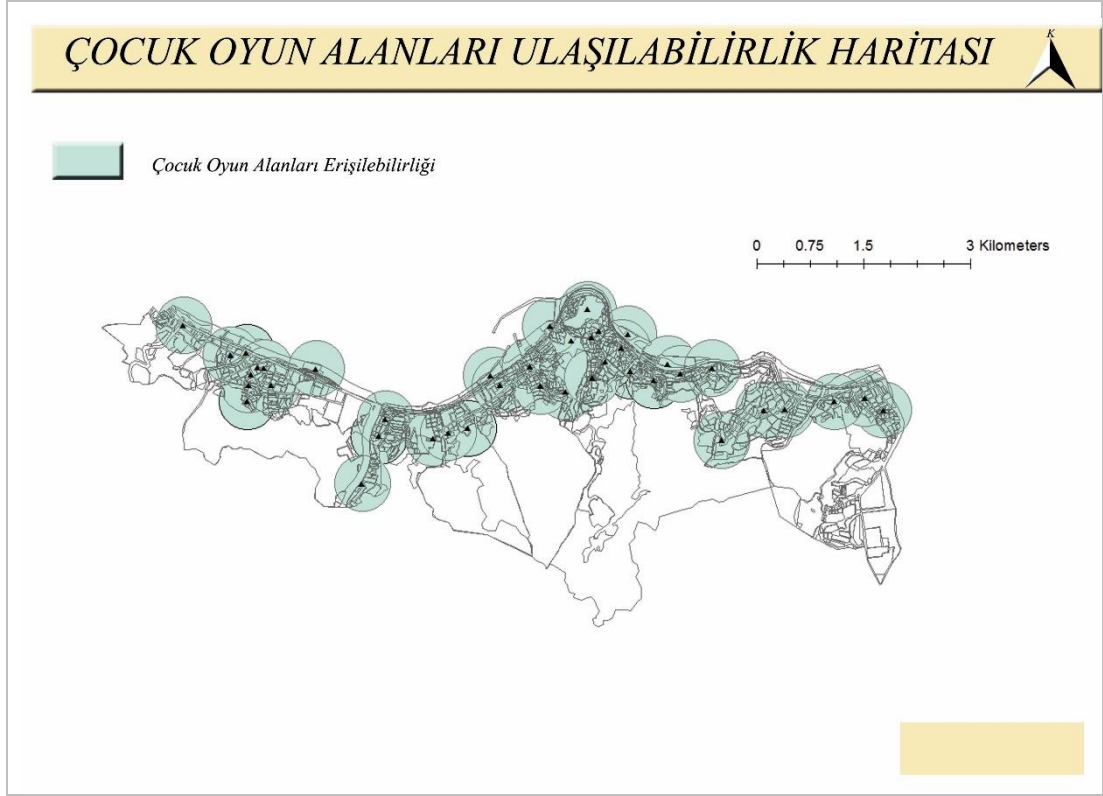 ÇOCUK OYUN ALANLARI ULAŞILABİLİRLİK HARİTASI
K
Çocuk Oyun Alanları Erişilebilirliği
0 0.75 1.5 3 Kilometers